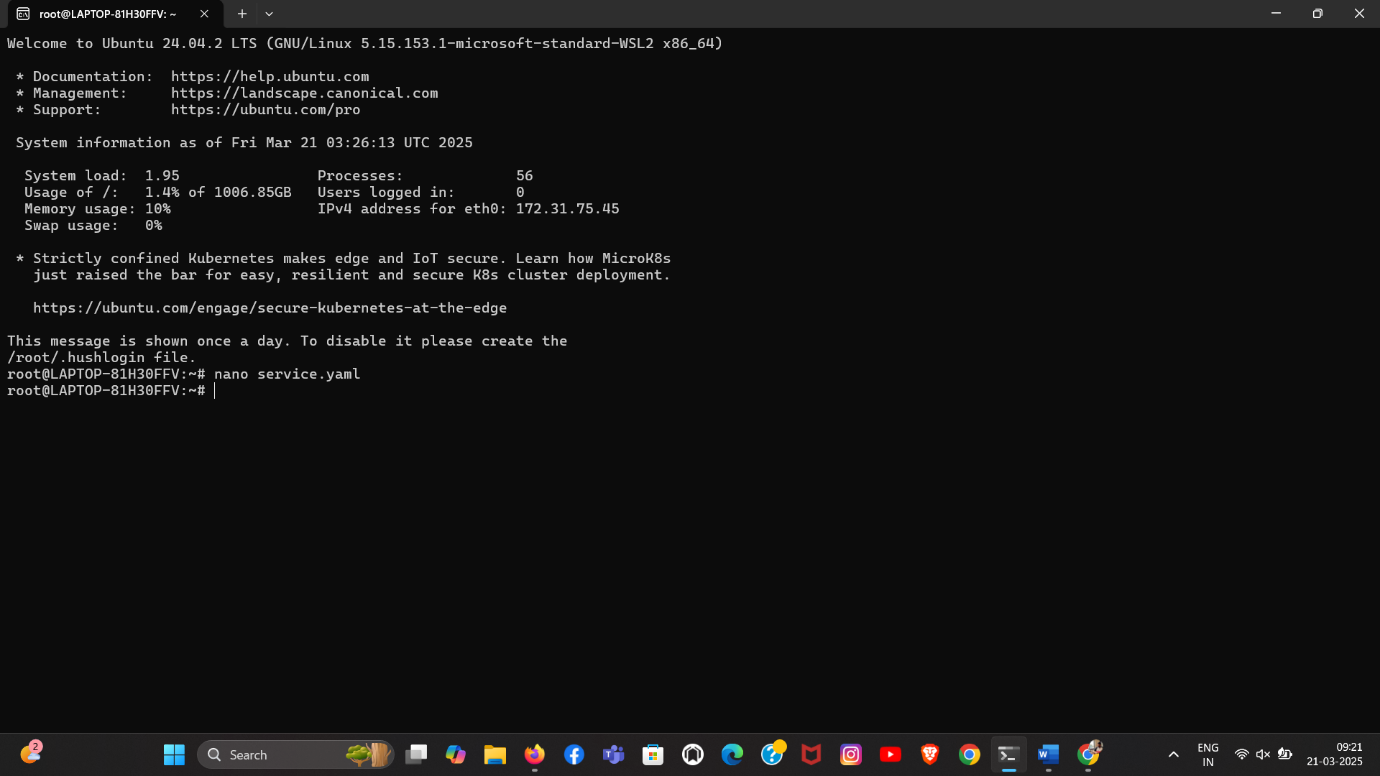 root@LAPTOP-81H30FFV: ~
Welcome to Ubuntu 24.04.2 LTS (GNU/Linux 5.15.153.1-microsoft-standard-WSL2 x86_64)
* Documentation: https://help.ubuntu.com
* Management: https://landscape.canonical.com
* Support: https://ubuntu.com/pro
System information as of Fri Mar 21 03:26:13 UTC 2025
System load: 1.95 Processes: 56
Usage of /: 1.4% of 1006.85GB Users logged in: 0
Memory usage: 10% IPv4 address for eth0: 172.31.75.45
Swap usage: 0%
* Strictly confined Kubernetes makes edge and IoT secure. Learn how MicroK8s
just raised the bar for easy, resilient and secure K8s cluster deployment.
https://ubuntu.com/engage/secure-kubernetes-at-the-edge
This message is shown once a day. To disable it please create the
/root/.hushlogin file.
root@LAPTOP-81H30FFV:~# nano service.yaml
root@LAPTOP-81H30FFV:~#
2
Search
ENG
IN
09:21
21-03-2025